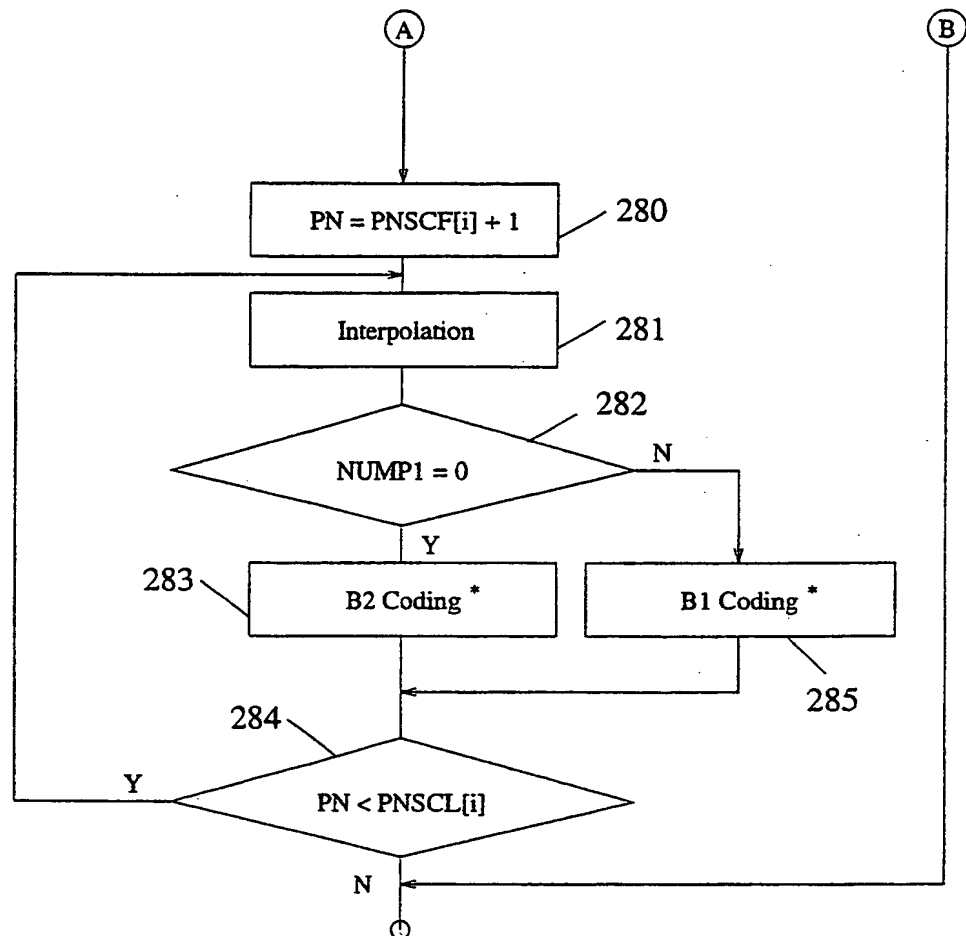 A
B
PN = PNSCF[i] + 1
280
Interpolation
281
282
NUMP1 = 0
N
Y
283
B2 Coding *
B1 Coding *
285
284
Y
PN < PNSCL[i]
N